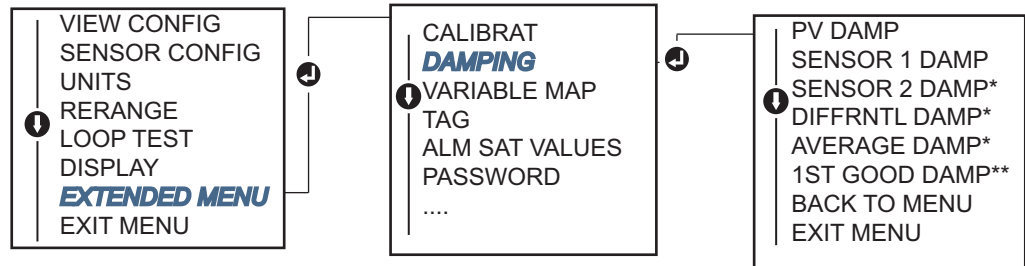 VIEW CONFIG
SENSOR CONFIG
UNITS
RERANGE
LOOP TEST
DISPLAY
EXTENDED MENU
EXIT MENU
CALIBRAT
DAMPING
VARIABLE MAP
TAG
ALM SAT VALUES
PASSWORD
....
PV DAMP
SENSOR 1 DAMP
SENSOR 2 DAMP*
DIFFRNTL DAMP*
AVERAGE DAMP*
1ST GOOD DAMP**
BACK TO MENU
EXIT MENU